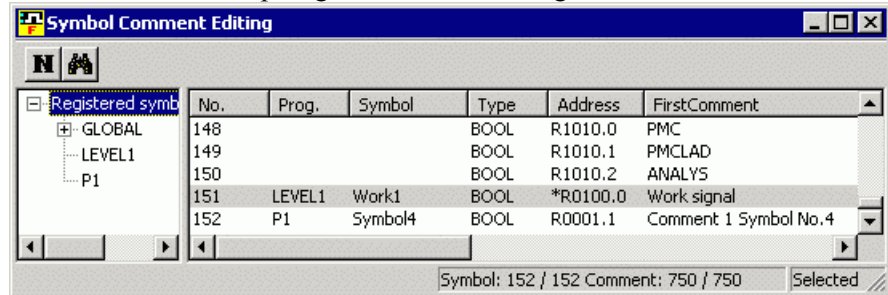 Symbol Comment Editing
N
Registered symb
GLOBAL
LEVEL1
P1
No. Prog. Symbol Type Address FirstComment
148 BOOL R1010.0 PMC
149 BOOL R1010.1 PMCLAD
150 BOOL R1010.2 ANALYS
151 LEVEL1 Work1 BOOL *R0100.0 Work signal
152 P1 Symbol4 BOOL R0001.1 Comment 1 Symbol No.4
Symbol: 152 / 152 Comment: 750 / 750 Selected